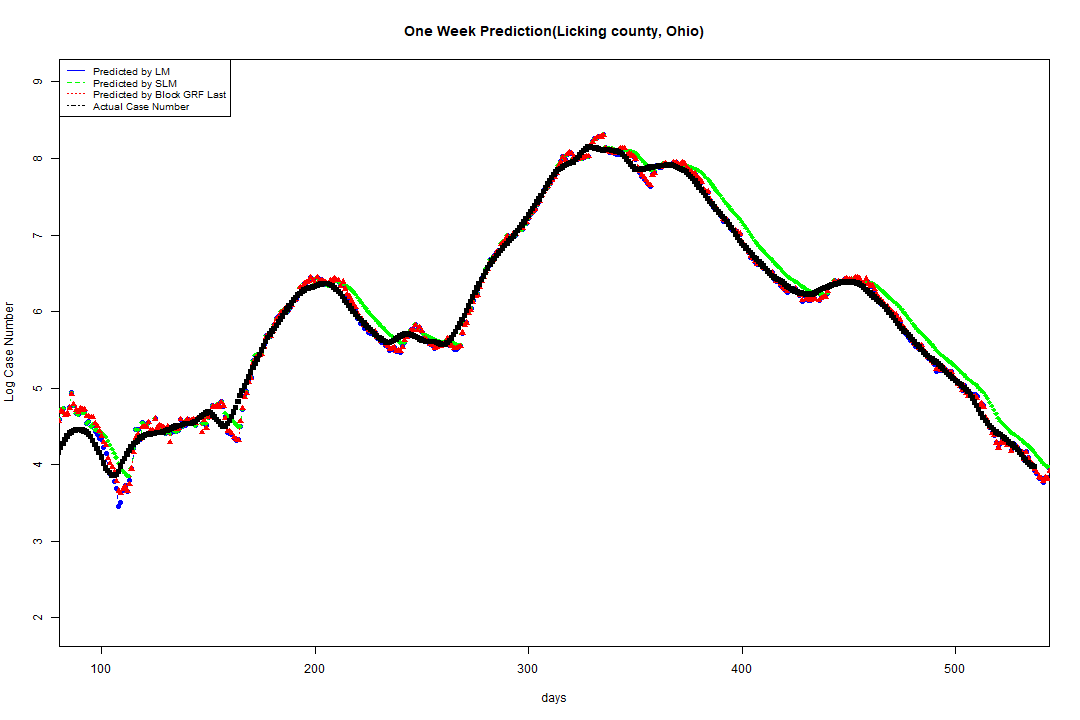 One Week Prediction(Licking county, Ohio)
Predicted by LM
Predicted by SLM
Predicted by Block GRF Last
Actual Case Number
Log Case Number
9
8
7
6
5
4
3
2
100 200 300 400 500
days